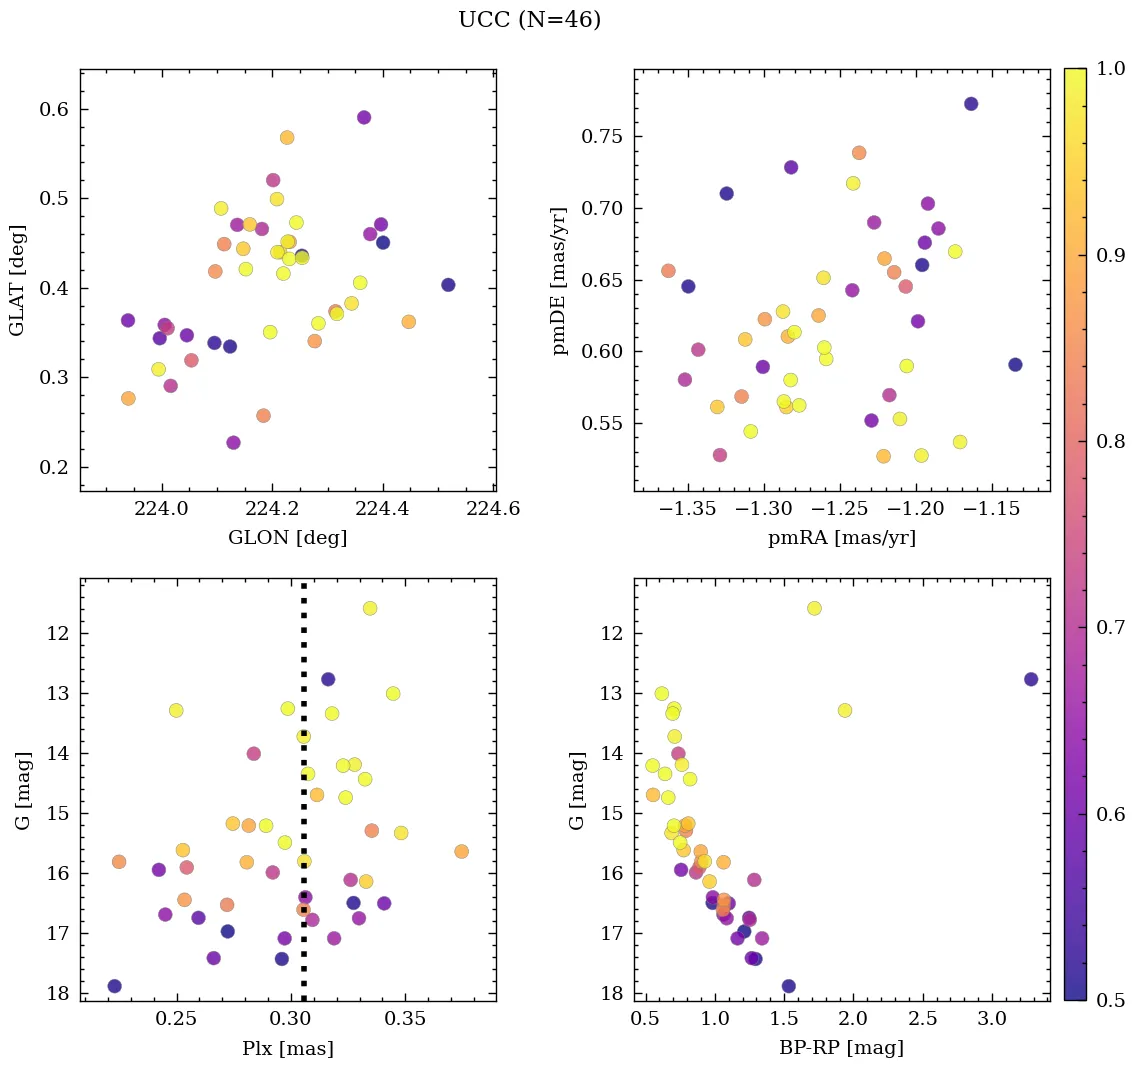 UCC (N=46)
0.6
0.5
0.4
0.3
0.2
GLAT [deg]
224.0 224.2 224.4 224.6
GLON [deg]
0.75
0.70
0.65
0.60
0.55
pmDE [mas/yr]
−1.35 −1.30 −1.25 −1.20 −1.15
pmRA [mas/yr]
1.0
0.9
0.8
0.7
0.6
0.5
12
13
14
15
16
17
18
G [mag]
0.25 0.30 0.35
Plx [mas]
12
13
14
15
16
17
18
G [mag]
0.5 1.0 1.5 2.0 2.5 3.0
BP-RP [mag]